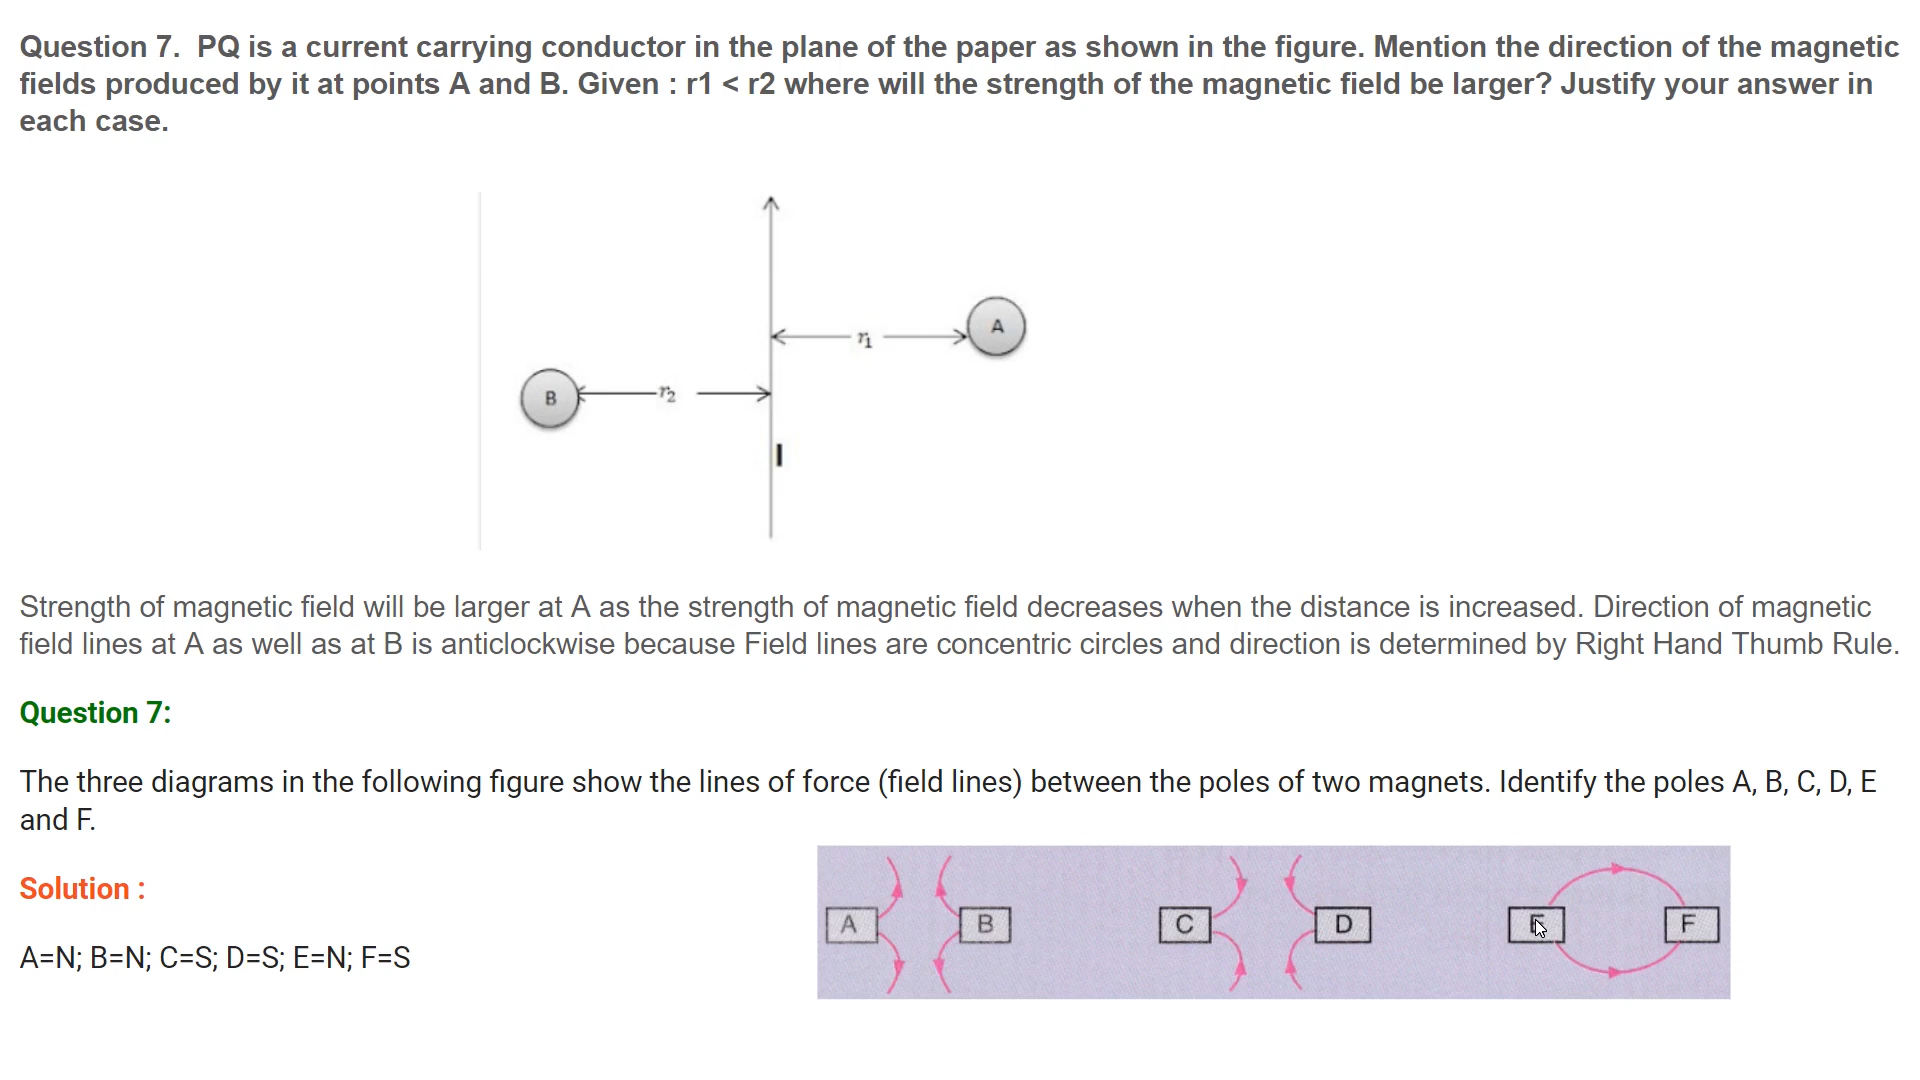 Question 7.  PQ is a current carrying conductor in the plane of the paper as shown in the figure. Mention the direction of the magnetic
fields produced by it at points A and B. Given : r1 < r2 where will the strength of the magnetic field be larger? Justify your answer in
each case.
A
r1
B
r2
I
Strength of magnetic field will be larger at A as the strength of magnetic field decreases when the distance is increased. Direction of magnetic
field lines at A as well as at B is anticlockwise because Field lines are concentric circles and direction is determined by Right Hand Thumb Rule.
Question 7:
The three diagrams in the following figure show the lines of force (field lines) between the poles of two magnets. Identify the poles A, B, C, D, E
and F.
Solution :
A=N; B=N; C=S; D=S; E=N; F=S
A B C D E F